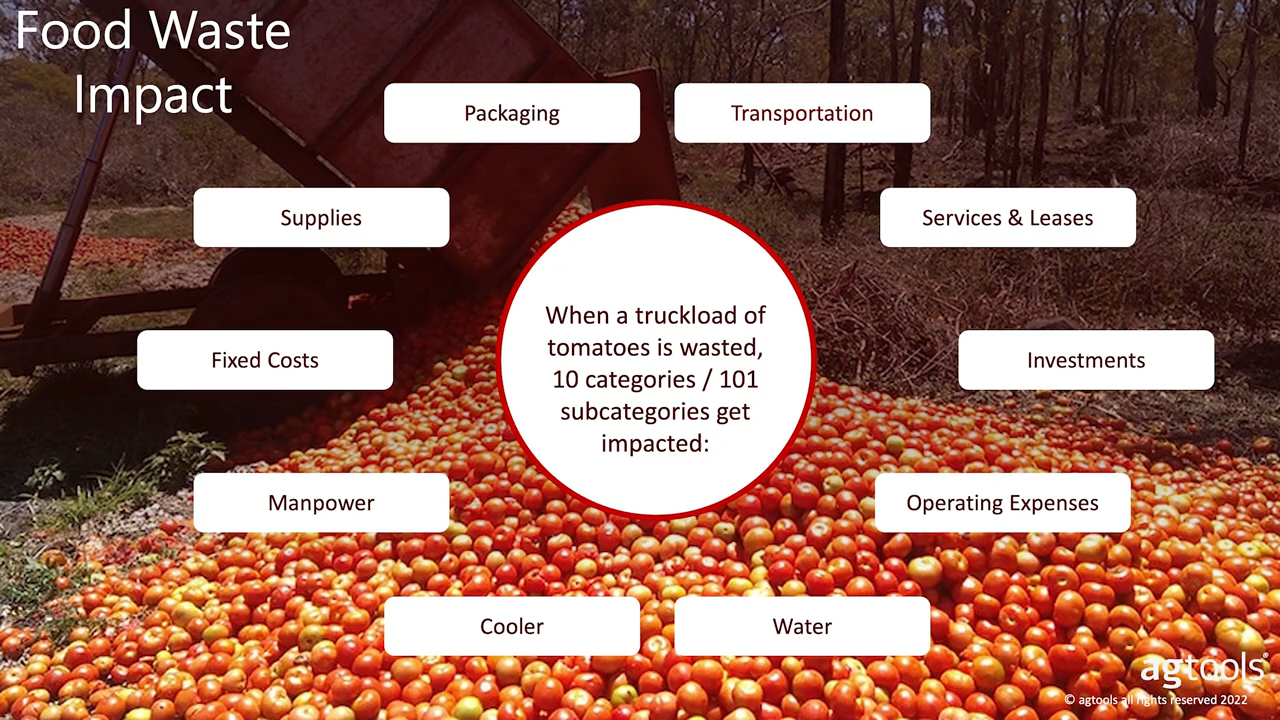 Food Waste
Impact
Packaging
Transportation
Supplies
Services & Leases
When a truckload of
tomatoes is wasted,
10 categories / 101
subcategories get
impacted:
Fixed Costs
Investments
Manpower
Operating Expenses
Cooler
Water
agtools®
© agtools all rights reserved 2022